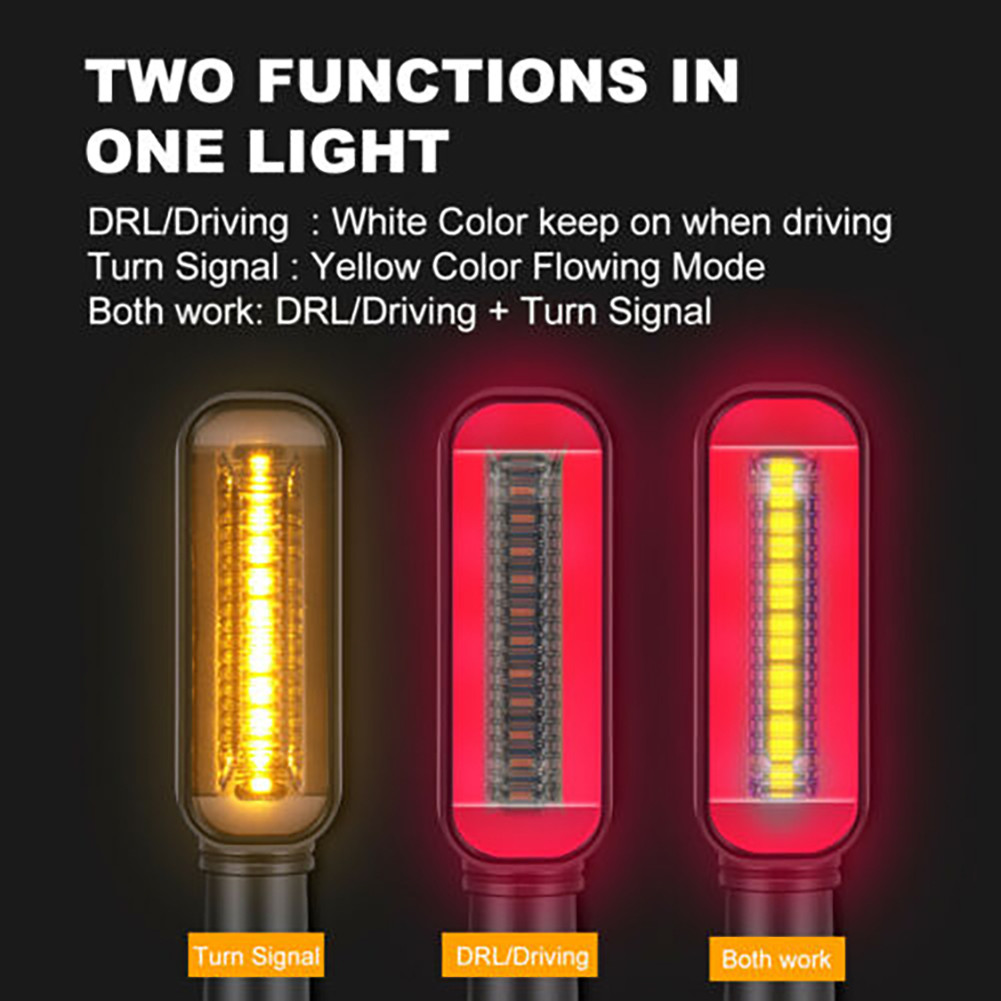 TWO FUNCTIONS IN
ONE LIGHT
DRL/Driving : White Color keep on when driving
Turn Signal : Yellow Color Flowing Mode
Both work: DRL/Driving + Turn Signal
Turn Signal
DRL/Driving
Both work